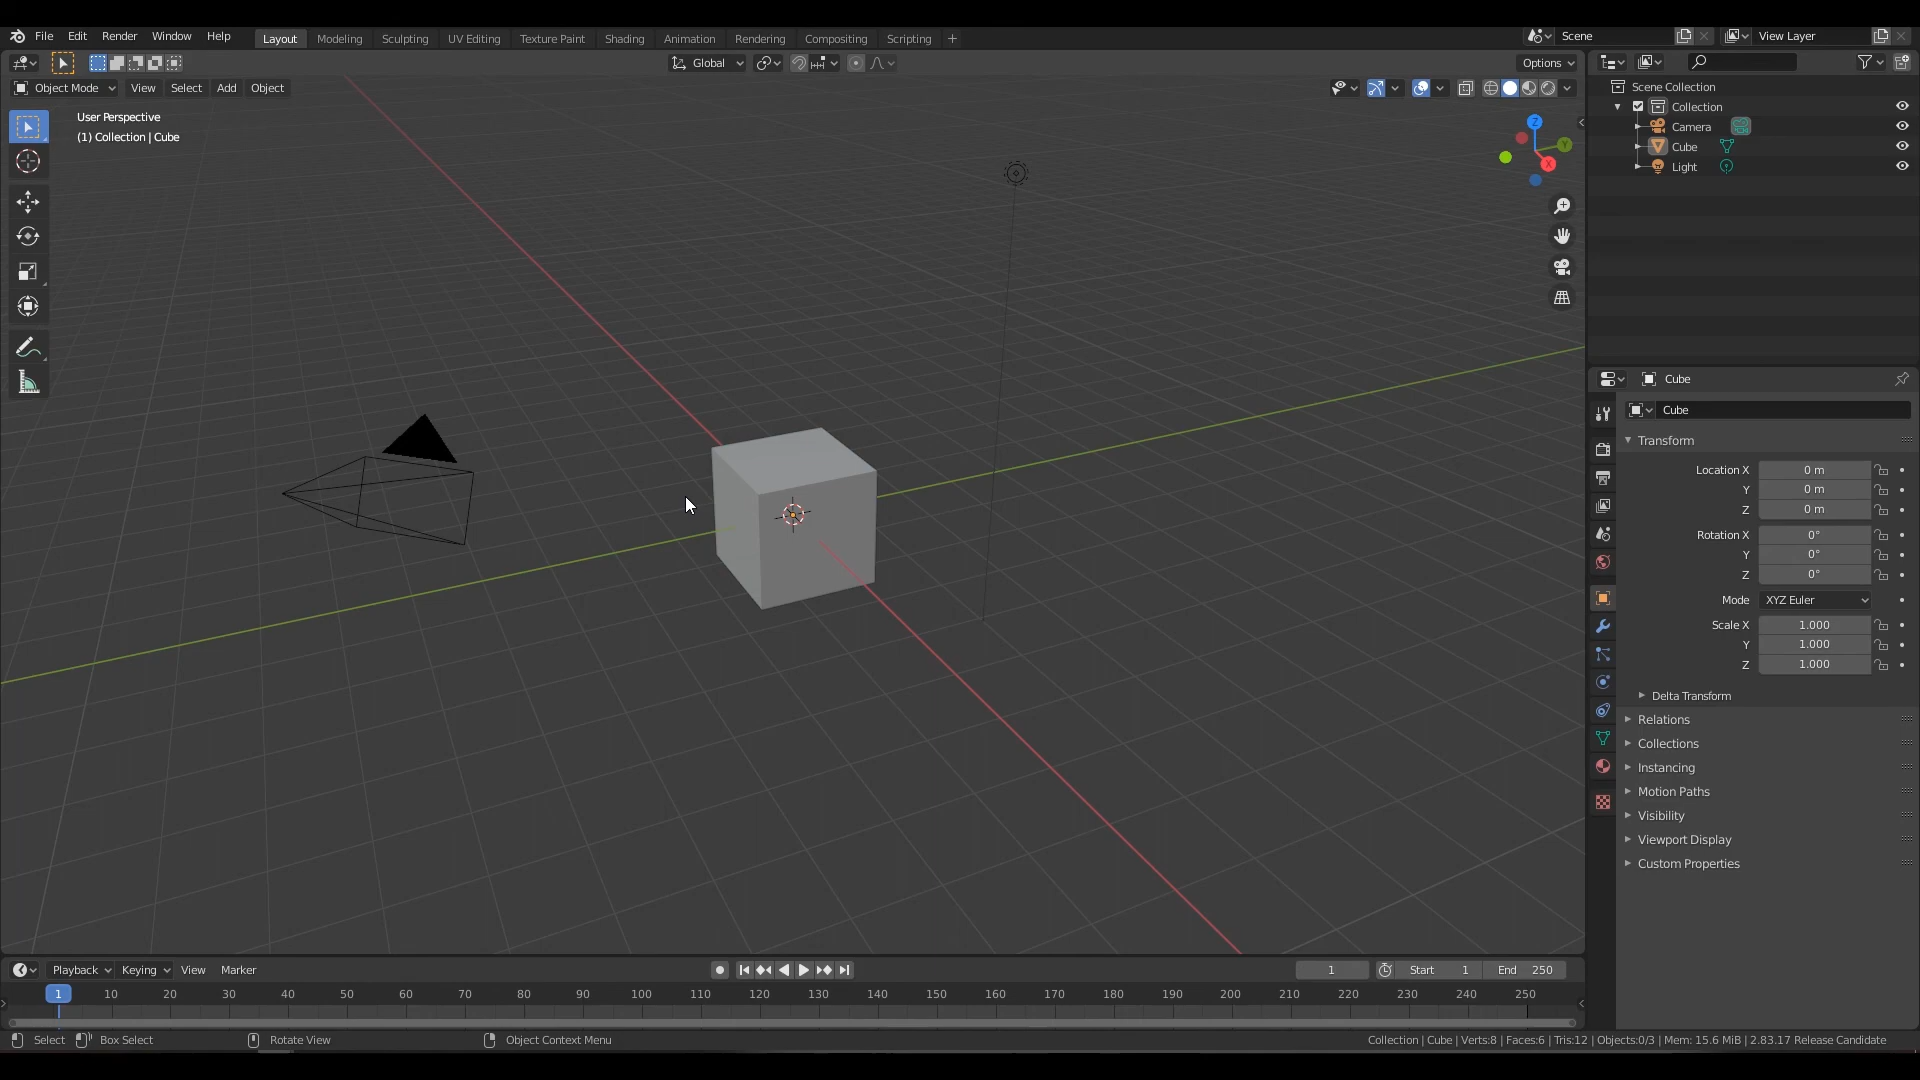 File Edit Render Window Help Layout Modeling Sculpting UV Editing Texture Paint Shading Animation Rendering Compositing Scripting + Scene View Layer
Global Options
Object Mode View Select Add Object
User Perspective
(1) Collection | Cube
Z
Y
X
Scene Collection
Collection
Camera
Cube
Light
Cube
Cube
Transform
Location X 0 m
Y 0 m
Z 0 m
Rotation X 0°
Y 0°
Z 0°
Mode XYZ Euler
Scale X 1.000
Y 1.000
Z 1.000
Delta Transform
Relations
Collections
Instancing
Motion Paths
Visibility
Viewport Display
Custom Properties
Playback Keying View Marker 1 Start 1 End 250
1 10 20 30 40 50 60 70 80 90 100 110 120 130 140 150 160 170 180 190 200 210 220 230 240 250
Select Box Select Rotate View Object Context Menu Collection | Cube | Verts:8 | Faces:6 | Tris:12 | Objects:0/3 | Mem: 15.6 MiB | 2.83.17 Release Candidate